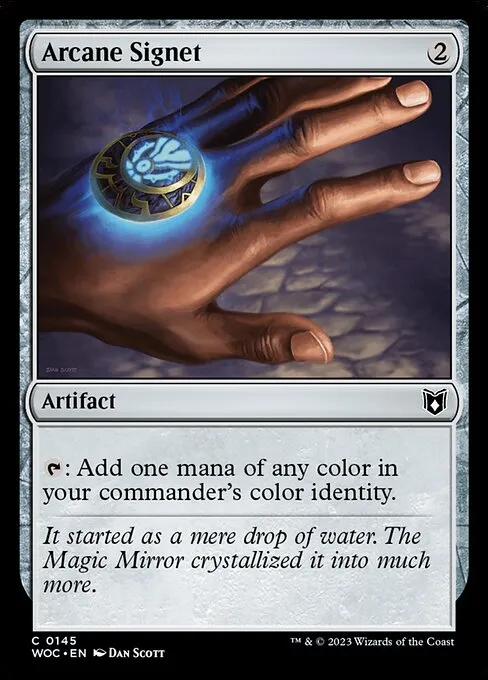 Arcane Signet 2
DAN SCOTT
Artifact
: Add one mana of any color in
your commander's color identity.
It started as a mere drop of water. The
Magic Mirror crystallized it into much
more.
C 0145
WOC • EN Dan Scott
™ & © 2023 Wizards of the Coast